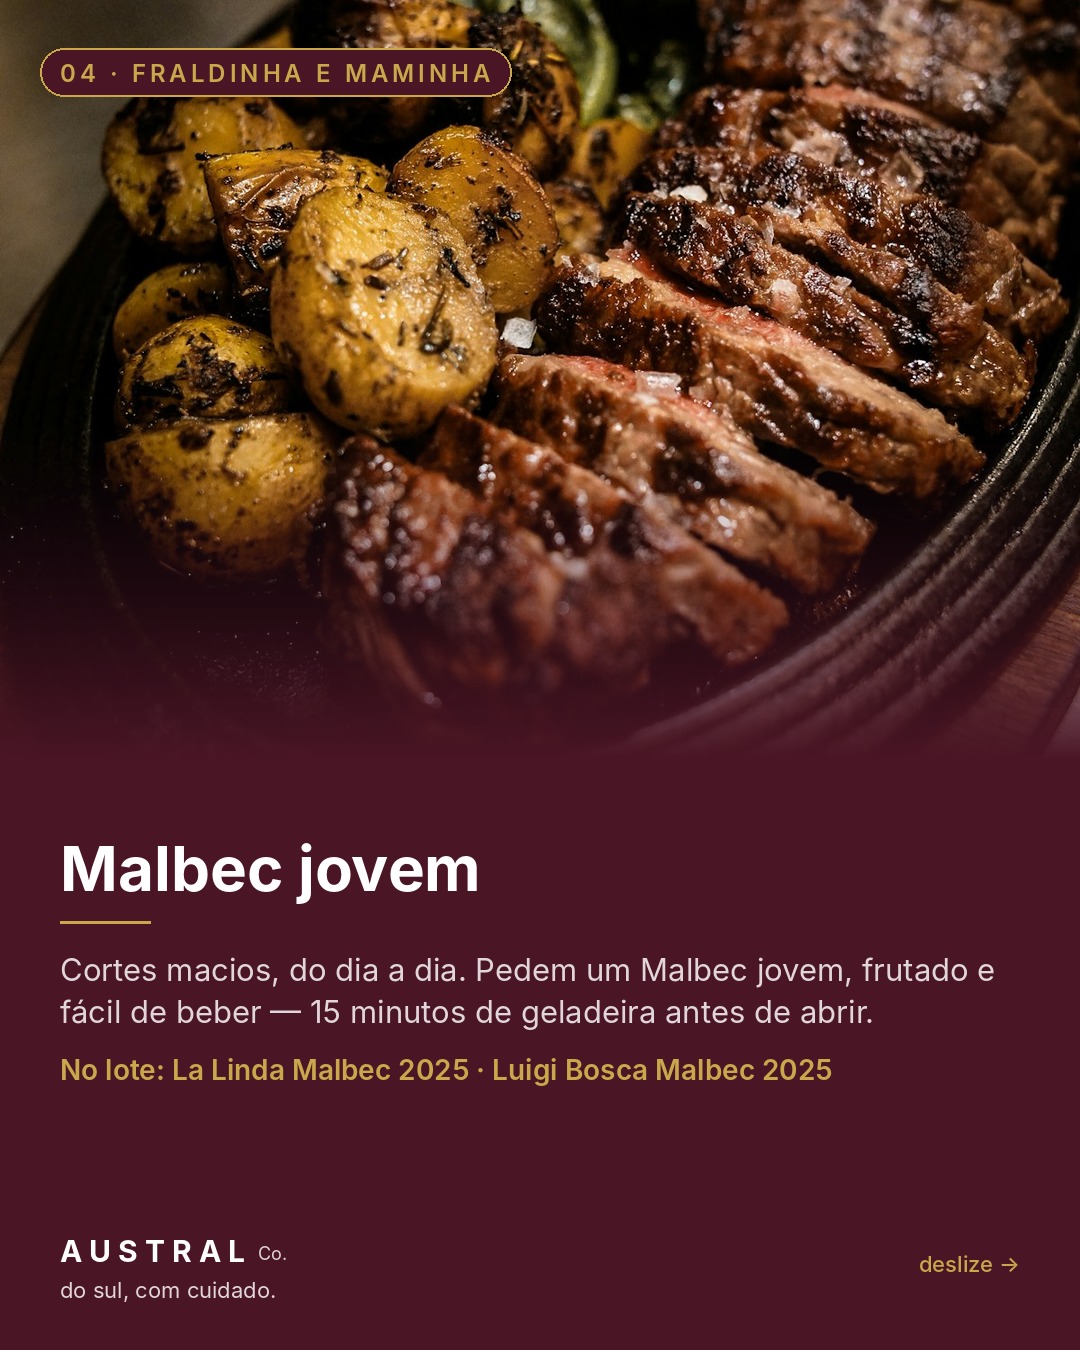 04 · FRALDINHA E MAMINHA
Malbec jovem
Cortes macios, do dia a dia. Pedem um Malbec jovem, frutado e
fácil de beber — 15 minutos de geladeira antes de abrir.
No lote: La Linda Malbec 2025 · Luigi Bosca Malbec 2025
AUSTRAL Co.
do sul, com cuidado.
deslize →